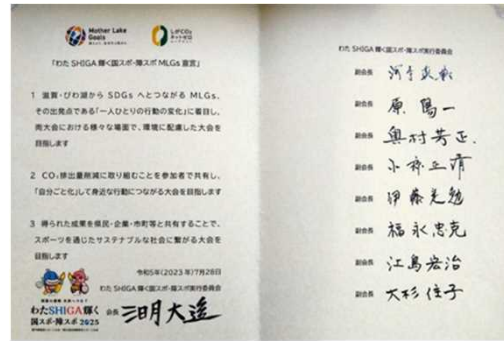 Mother Lake
Goals
しがCO₂
ネットゼロ
「わた SHIGA 輝く国スポ・障スポ MLGs 宣言」
1 滋賀・びわ湖から SDGs へとつながる MLGs、
その出発点である「一人ひとりの行動の変化」に着目し、
両大会における様々な場面で、環境に配慮した大会を
目指します
2 CO₂排出量削減に取り組むことを参加者で共有し、
「自分ごと化」して身近な行動につながる大会を目指します
3 得られた成果を県民・企業・市町等と共有することで、
スポーツを通じたサステナブルな社会に繋がる大会を
目指します
令和5年(2023年)7月28日
わた SHIGA 輝く国スポ・障スポ実行委員会
会長 三日月大造
わたSHIGA輝く
国スポ・障スポ2025
わた SHIGA 輝く国スポ・障スポ実行委員会
副会長
副会長 原 陽一
副会長 奥村芳正
副会長 小林正清
副会長 伊藤光勉
副会長 福永忠克
副会長 江島宏治
副会長 大杉住子